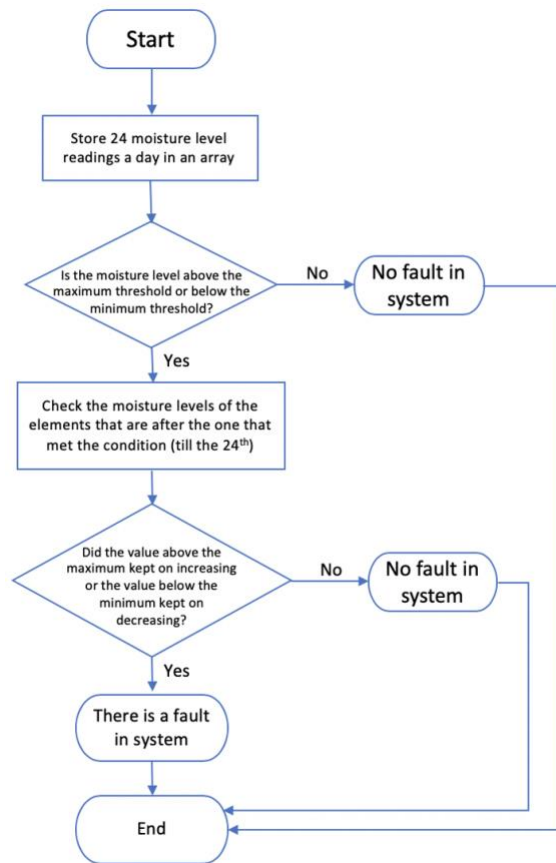 Start
Store 24 moisture level
readings a day in an array
Is the moisture level above the
maximum threshold or below the
minimum threshold?
No
No fault in
system
Yes
Check the moisture levels of the
elements that are after the one that
met the condition (till the 24th)
Did the value above the
maximum kept on increasing
or the value below the
minimum kept on
decreasing?
No
No fault in
system
Yes
There is a fault
in system
End